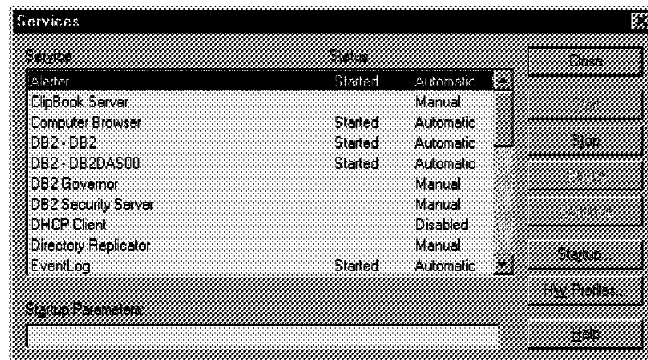 Services
Service Status
Alerter Started Automatic
ClipBook Server Manual
Computer Browser Started Automatic
DB2 - DB2 Started Automatic
DB2 - DB2DAS00 Started Automatic
DB2 Governor Manual
DB2 Security Server Manual
DHCP Client Disabled
Directory Replicator Manual
EventLog Started Automatic
Startup Parameters:
Close
Stop
Startup...
HW Profiles...
Help